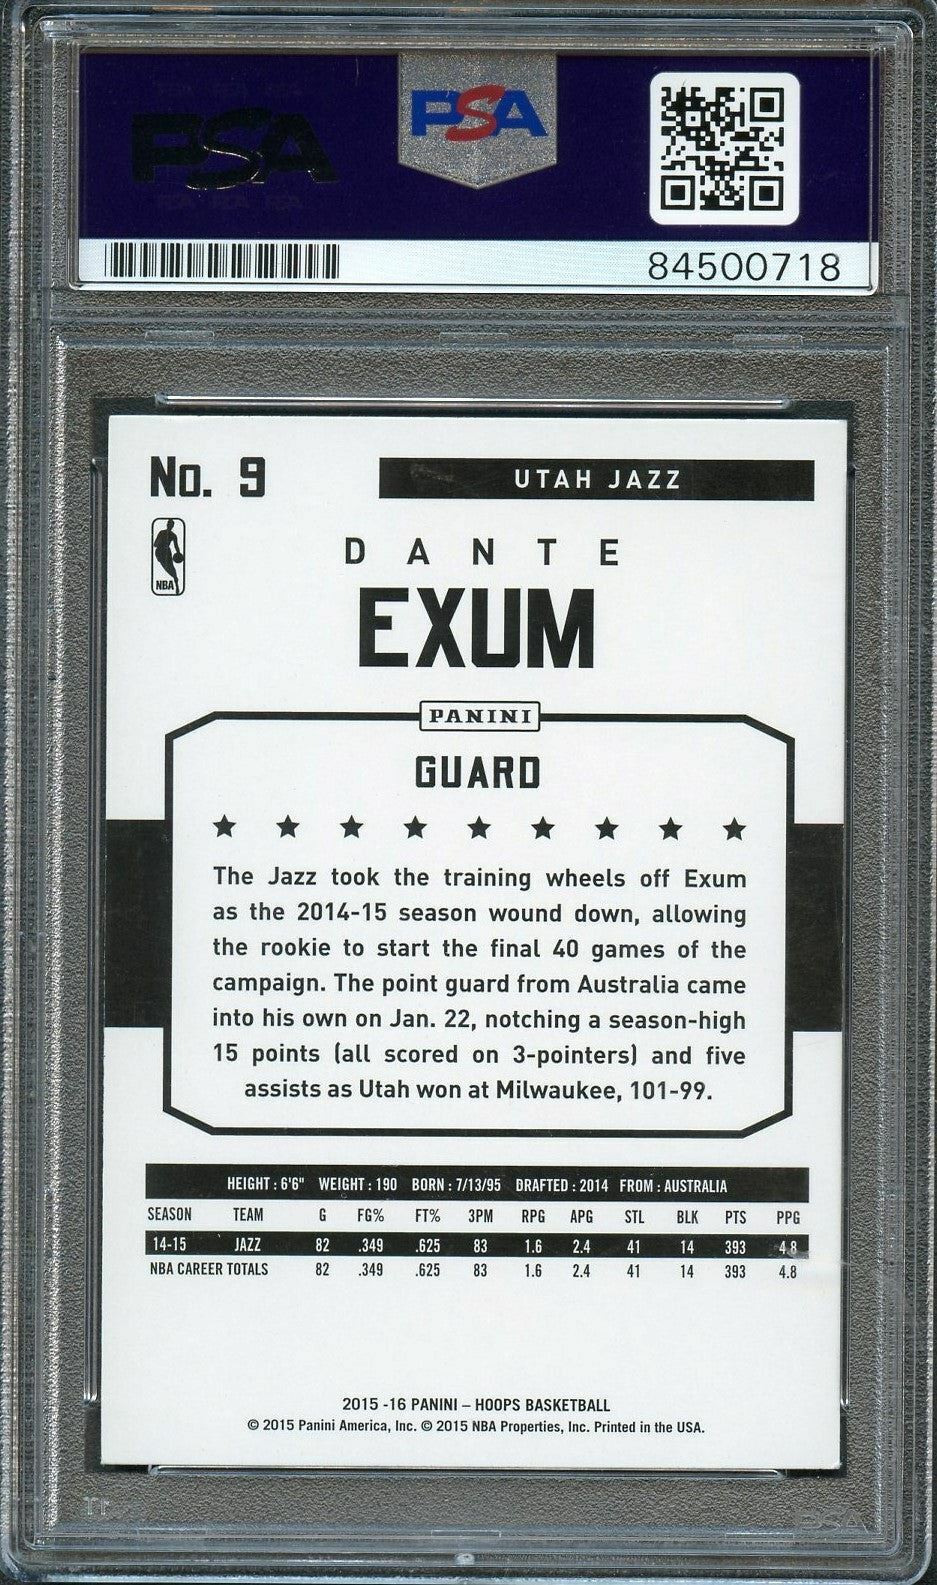 PSA
PSA
84500718
No. 9
UTAH JAZZ
NBA
DANTE
EXUM
PANINI
GUARD
The Jazz took the training wheels off Exum
as the 2014-15 season wound down, allowing
the rookie to start the final 40 games of the
campaign. The point guard from Australia came
into his own on Jan. 22, notching a season-high
15 points (all scored on 3-pointers) and five
assists as Utah won at Milwaukee, 101-99.
HEIGHT : 6'6" WEIGHT : 190 BORN : 7/13/95 DRAFTED : 2014 FROM : AUSTRALIA
SEASON TEAM G FG% FT% 3PM RPG APG STL BLK PTS PPG
14-15 JAZZ 82 .349 .625 83 1.6 2.4 41 14 393 4.8
NBA CAREER TOTALS 82 .349 .625 83 1.6 2.4 41 14 393 4.8
2015 -16 PANINI – HOOPS BASKETBALL
© 2015 Panini America, Inc. © 2015 NBA Properties, Inc. Printed in the USA.
PSA